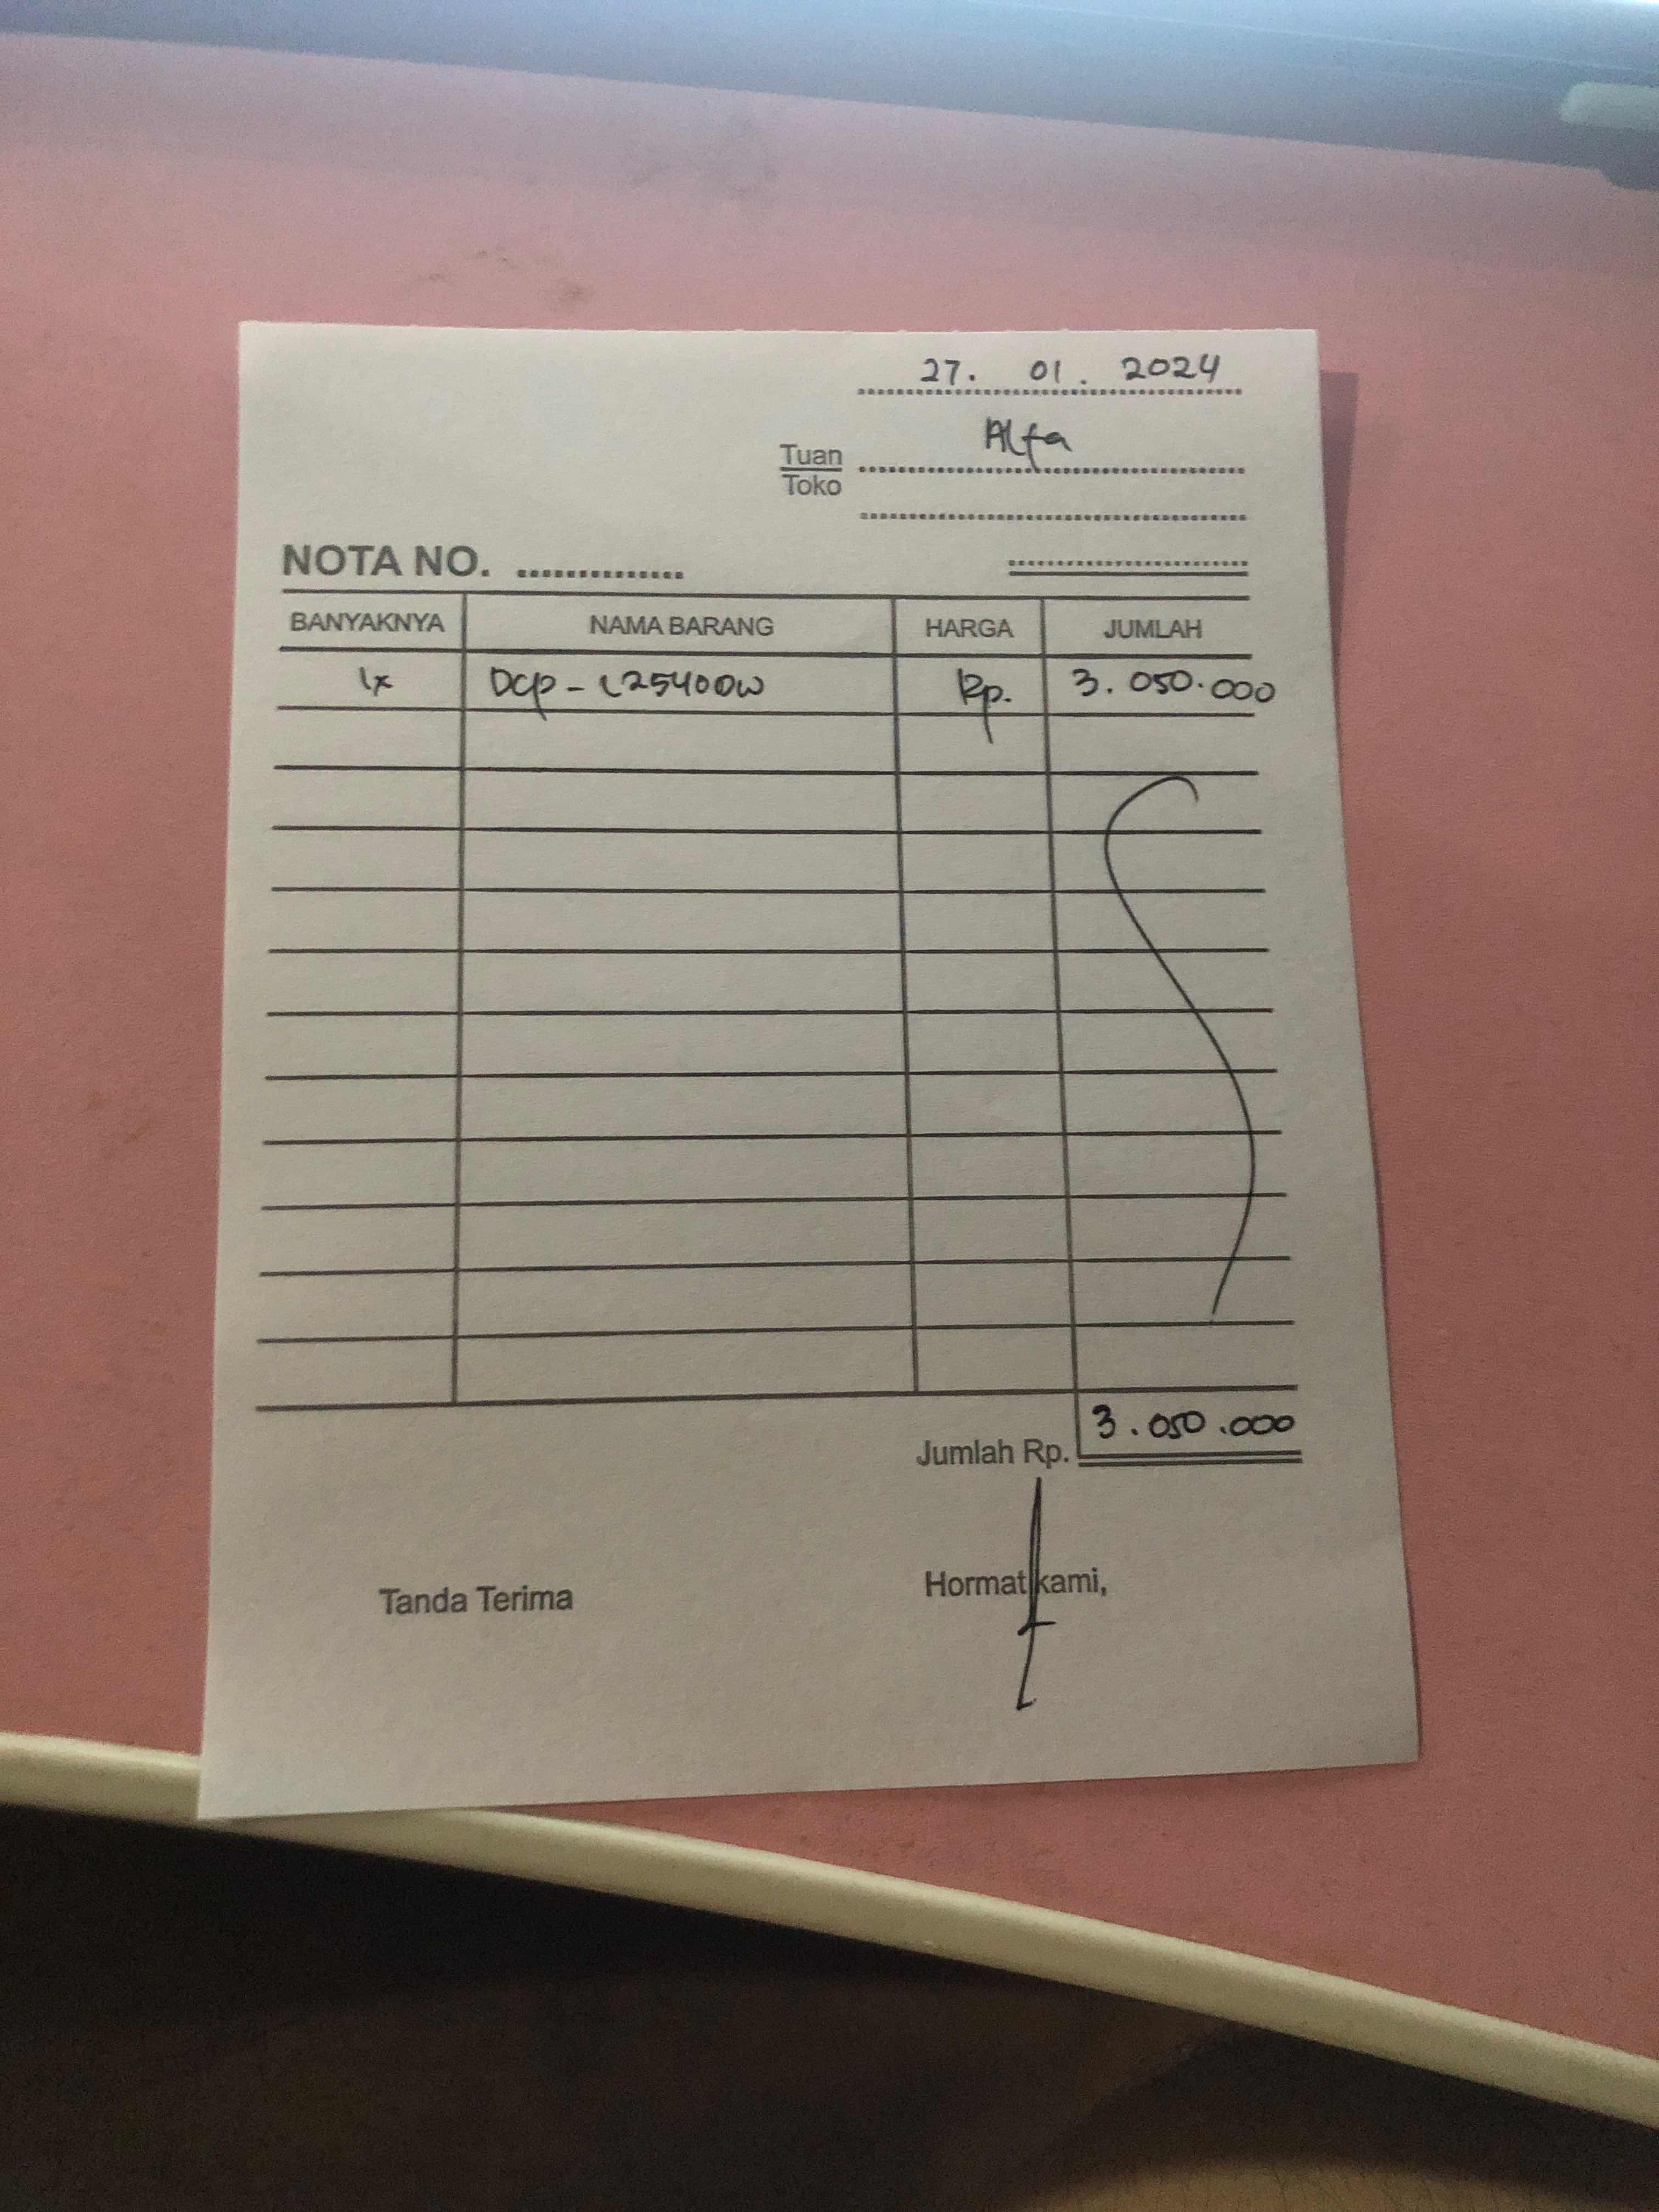 27. 01. 2024
Tuan Alfa
Toko
NOTA NO. ..............
BANYAKNYA NAMA BARANG HARGA JUMLAH
1x DCP-L25400W Rp. 3.050.000
Jumlah Rp. 3.050.000
Tanda Terima Hormat kami,